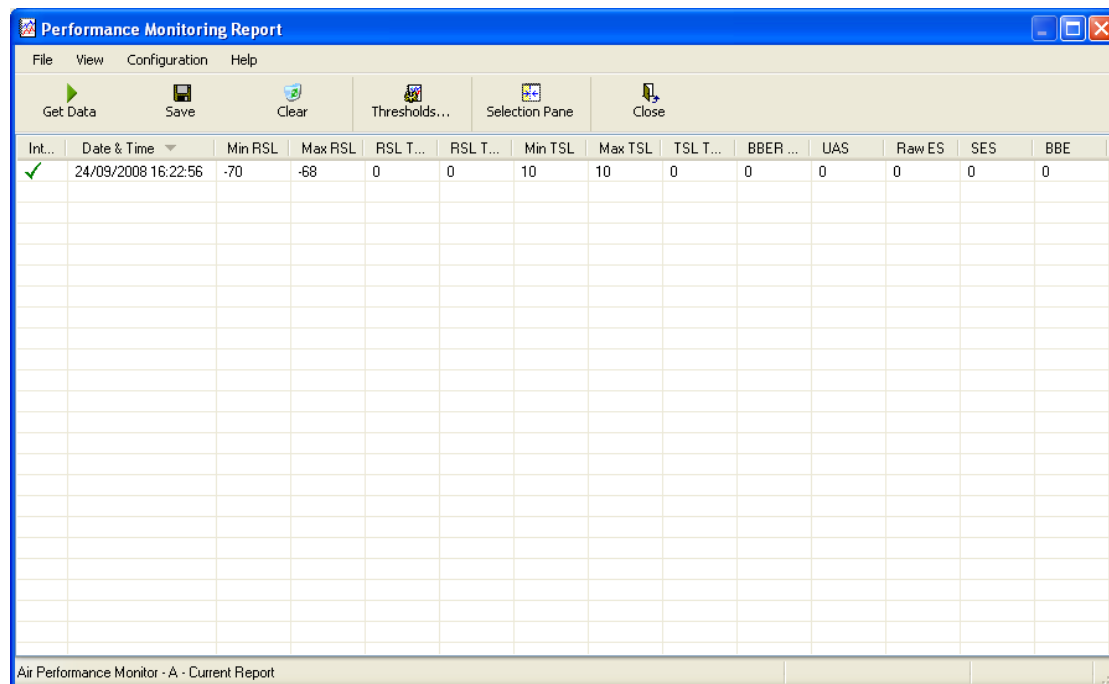 Performance Monitoring Report
File View Configuration Help
Get Data Save Clear Thresholds... Selection Pane Close
Int... Date & Time Min RSL Max RSL RSL T... RSL T... Min TSL Max TSL TSL T... BBER ... UAS Raw ES SES BBE
24/09/2008 16:22:56 -70 -68 0 0 10 10 0 0 0 0 0 0
Air Performance Monitor - A - Current Report